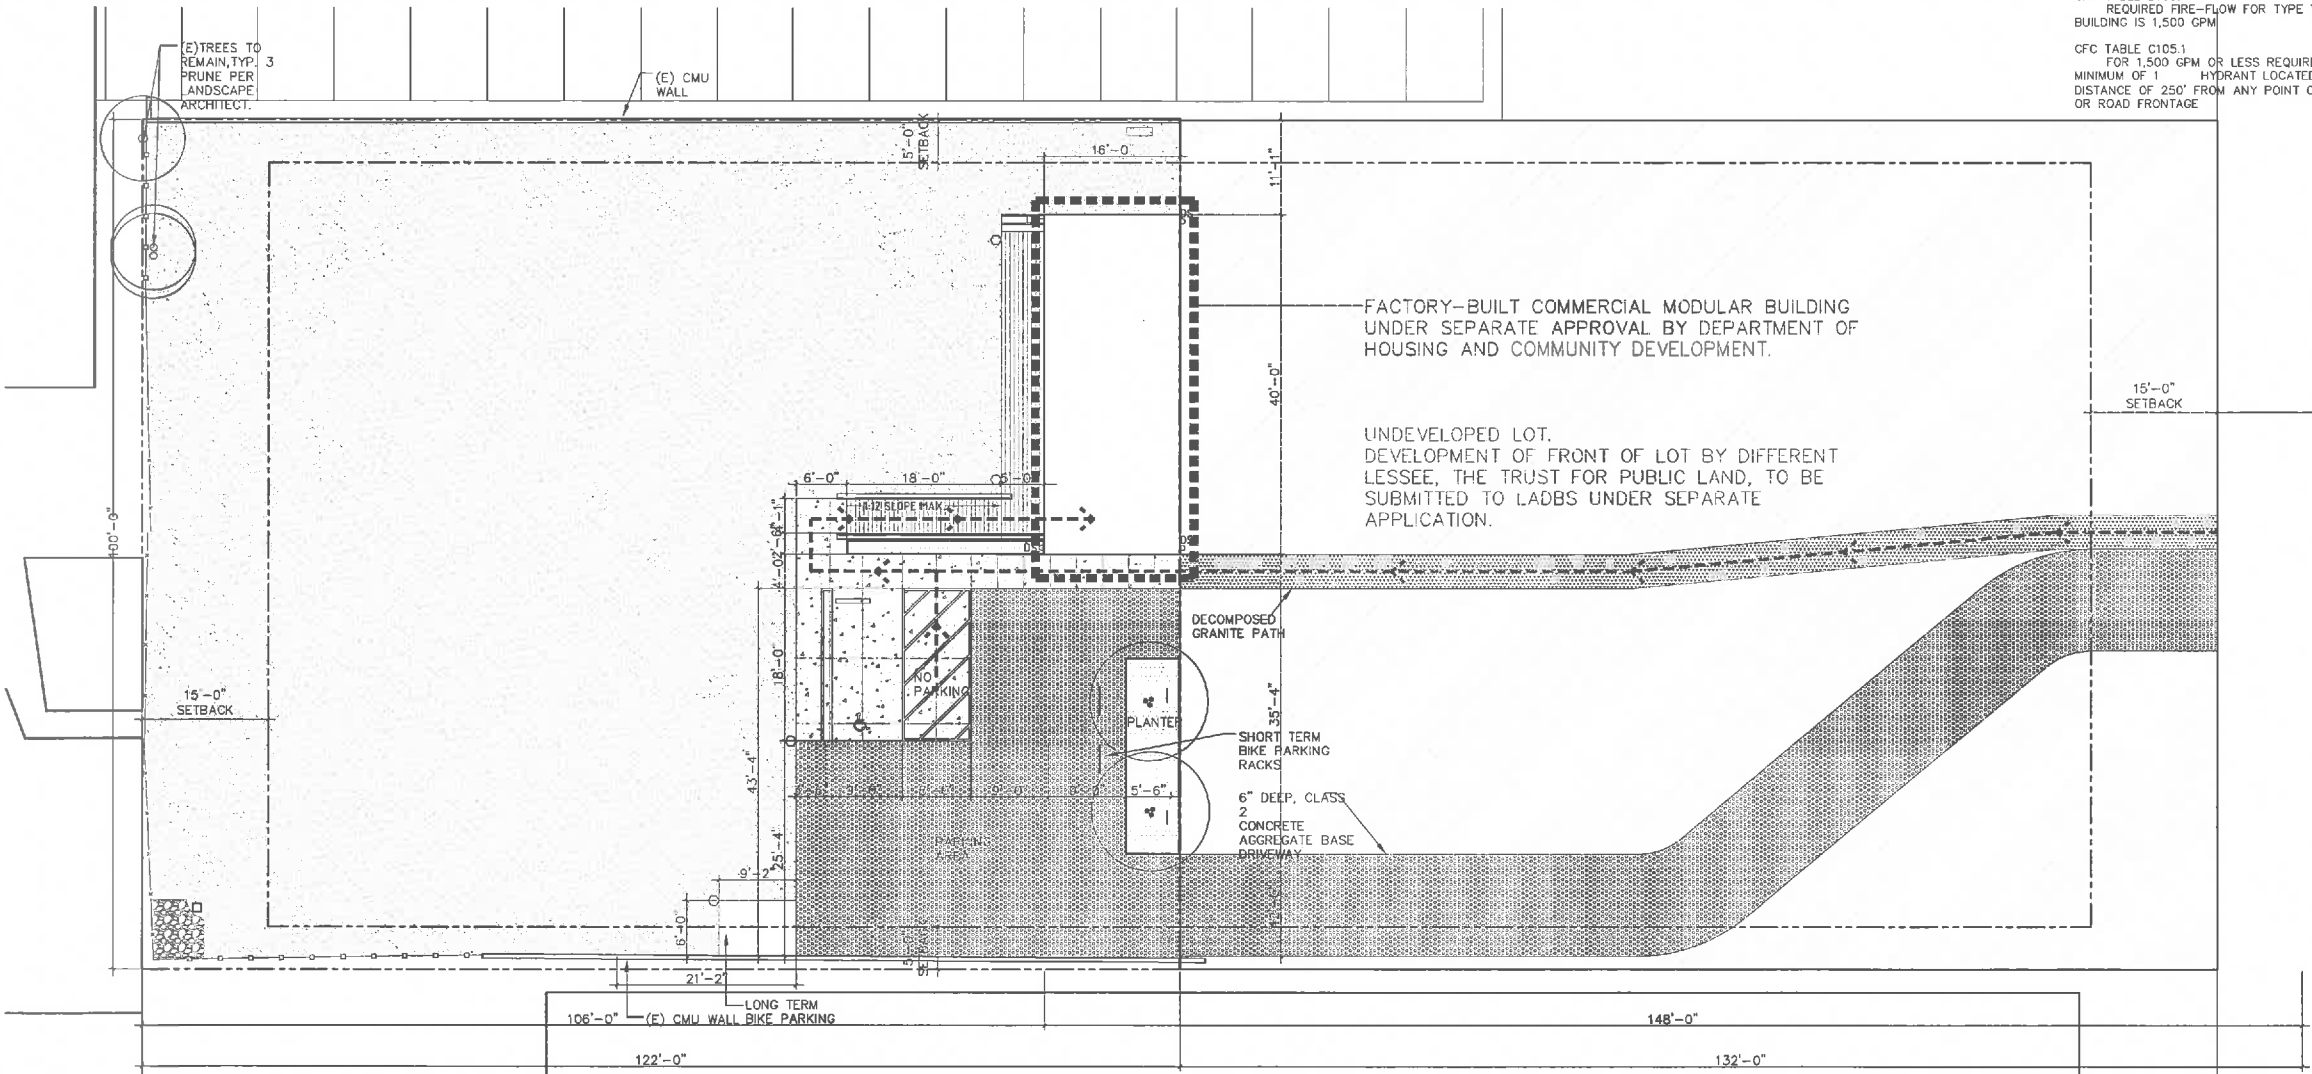 REQUIRED FIRE-FLOW FOR TYPE
BUILDING IS 1,500 GPM
CFC TABLE C105.1
FOR 1,500 GPM OR LESS REQUIRE
MINIMUM OF 1 HYDRANT LOCATED
DISTANCE OF 250' FROM ANY POINT
OR ROAD FRONTAGE
(E)TREES TO
REMAIN,TYP. 3
PRUNE PER
LANDSCAPE
ARCHITECT.
(E) CMU
WALL
5'-0"
SETBACK
16'-0"
11'-1"
FACTORY-BUILT COMMERCIAL MODULAR BUILDING
UNDER SEPARATE APPROVAL BY DEPARTMENT OF
HOUSING AND COMMUNITY DEVELOPMENT.
40'-0"
15'-0"
SETBACK
UNDEVELOPED LOT.
DEVELOPMENT OF FRONT OF LOT BY DIFFERENT
LESSEE, THE TRUST FOR PUBLIC LAND, TO BE
SUBMITTED TO LADBS UNDER SEPARATE
APPLICATION.
6'-0"
18'-0"
5'-0"
1:12 SLOPE MAX.
100'-0"
DECOMPOSED
GRANITE PATH
18'-0"
NO
PARKING
15'-0"
SETBACK
PLANTER
35'-4"
SHORT TERM
BIKE PARKING
RACKS
43'-4"
5'-6"
6" DEEP, CLASS
2
CONCRETE
AGGREGATE BASE
DRIVEWAY
PARKING
AREA
25'-4"
9'-2"
6'-0"
SETBACK
21'-2"
LONG TERM
BIKE PARKING
(E) CMU WALL
106'-0"
148'-0"
122'-0"
132'-0"